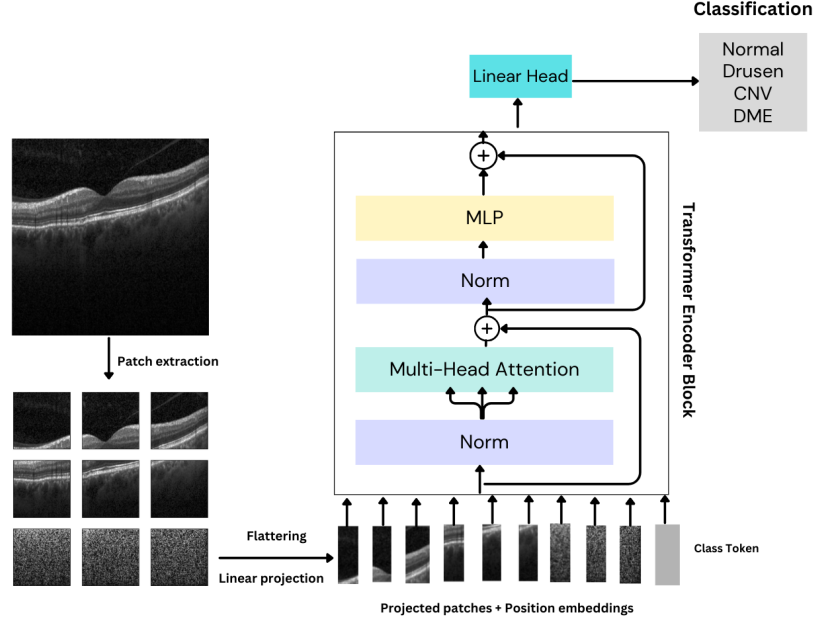 Classification
Normal
Drusen
CNV
DME
Linear Head
+
MLP
Norm
+
Multi-Head Attention
Norm
Transformer Encoder Block
Patch extraction
Flattering
Linear projection
Class Token
Projected patches + Position embeddings